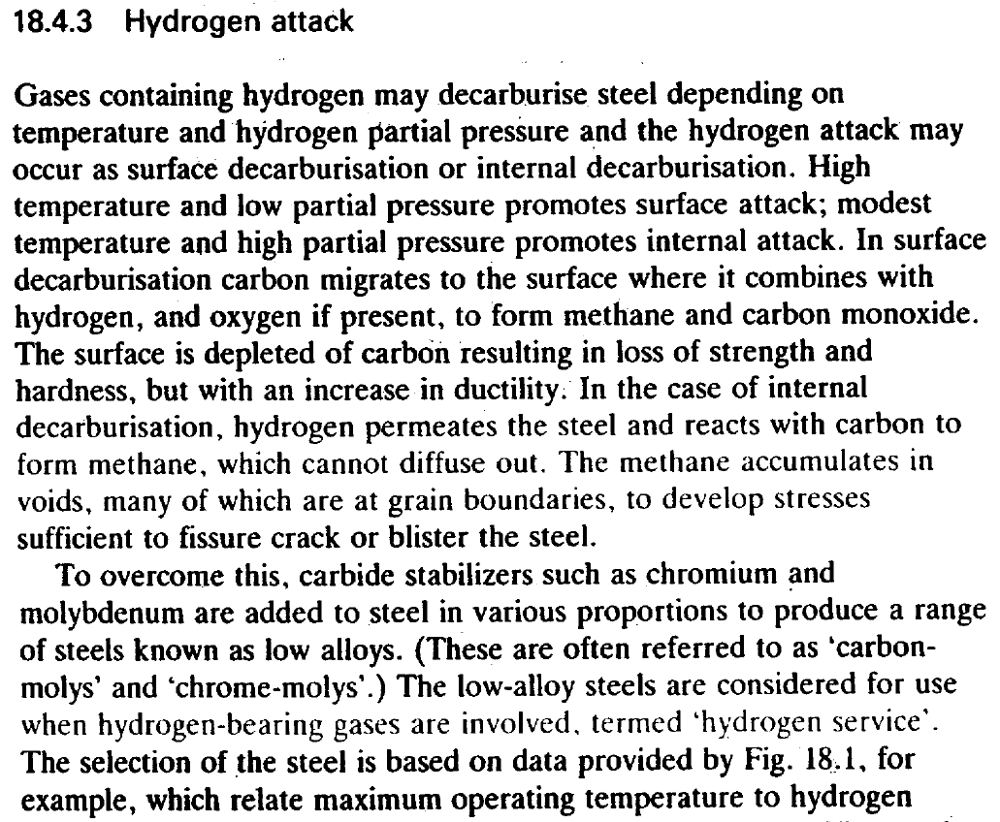 18.4.3 Hydrogen attack
Gases containing hydrogen may decarburise steel depending on
temperature and hydrogen partial pressure and the hydrogen attack may
occur as surface decarburisation or internal decarburisation. High
temperature and low partial pressure promotes surface attack; modest
temperature and high partial pressure promotes internal attack. In surface
decarburisation carbon migrates to the surface where it combines with
hydrogen, and oxygen if present, to form methane and carbon monoxide.
The surface is depleted of carbon resulting in loss of strength and
hardness, but with an increase in ductility. In the case of internal
decarburisation, hydrogen permeates the steel and reacts with carbon to
form methane, which cannot diffuse out. The methane accumulates in
voids, many of which are at grain boundaries, to develop stresses
sufficient to fissure crack or blister the steel.
To overcome this, carbide stabilizers such as chromium and
molybdenum are added to steel in various proportions to produce a range
of steels known as low alloys. (These are often referred to as ‘carbon-
molys’ and ‘chrome-molys’.) The low-alloy steels are considered for use
when hydrogen-bearing gases are involved, termed ‘hydrogen service’.
The selection of the steel is based on data provided by Fig. 18.1, for
example, which relate maximum operating temperature to hydrogen